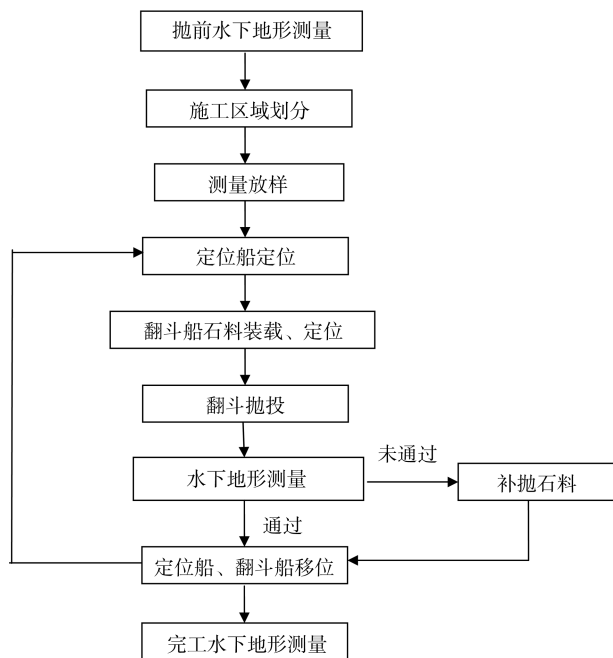 抛前水下地形测量
施工区域划分
测量放样
定位船定位
翻斗船石料装载、定位
翻斗抛投
未通过
水下地形测量
补抛石料
通过
定位船、翻斗船移位
完工水下地形测量